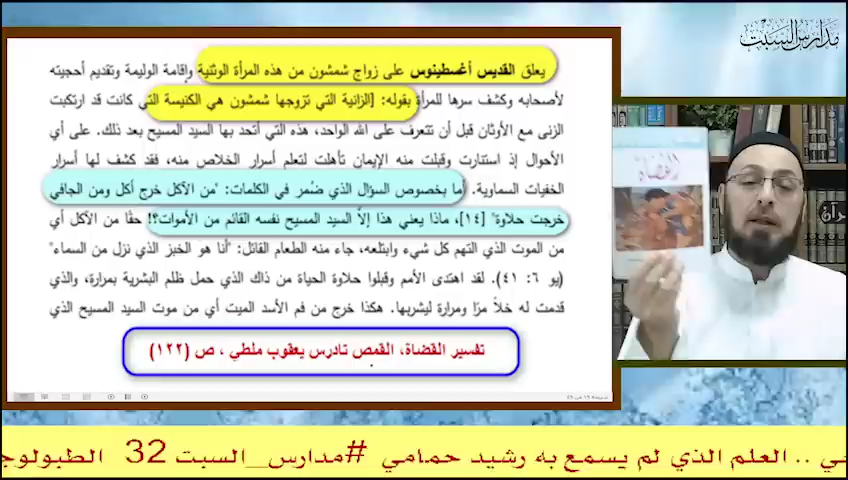 مدارس السبت
يعلق القديس أغسطينوس على زواج شمشون من هذه المرأة الوثنية وإقامة الوليمة وتقديم أحجيته
لأصحابه وكشف سرها للمرأة بقوله: [الزانية التي تزوجها شمشون هي الكنيسة التي كانت قد ارتكبت
الزنى مع الأوثان قبل أن تتعرف على الله الواحد، هذه التي أتحد بها السيد المسيح بعد ذلك. على أي
الأحوال إذ استنارت وقبلت منه الإيمان تأهلت لتعلم أسرار الخلاص منه، فقد كشف لها أسرار
الخفيات السماوية. أما بخصوص السؤال الذي ضُمر في الكلمات: "من الآكل خرج أكل ومن الجافي
خرجت حلاوة" [١٤]، ماذا يعني هذا إلاَّ السيد المسيح نفسه القائم من الأموات؟! حقًا من الآكل أي
من الموت الذي التهم كل شيء وابتلعه، جاء منه الطعام القائل: "أنا هو الخبز الذي نزل من السماء"
(يو ٦: ٤١). لقد اهتدى الأمم وقبلوا حلاوة الحياة من ذاك الذي حمل ظلم البشرية بمرارة، والذي
قدمت له خلاً مرًا ومرارة ليشربها. هكذا خرج من فم الأسد الميت أي من موت السيد المسيح الذي
تفسير القضاة، القمص تادرس يعقوب ملطي ، ص (١٢٢)
القضاة
حي .. العلم الذي لم يسمع به رشيد حمامي #مدارس_السبت 32 الطبولوج